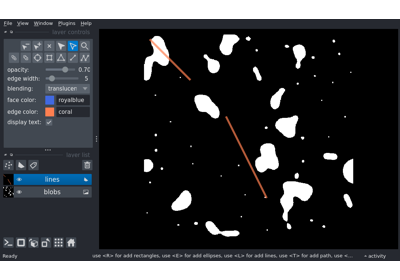 File View Window Plugins Help
layer controls
opacity: 0.70
edge width: 5
blending: translucen
face color: royalblue
edge color: coral
display text:
layer list
lines
blobs
Ready use <R> for add rectangles, use <E> for add ellipses, use <L> for add lines, use <T> for add path, use <... activity